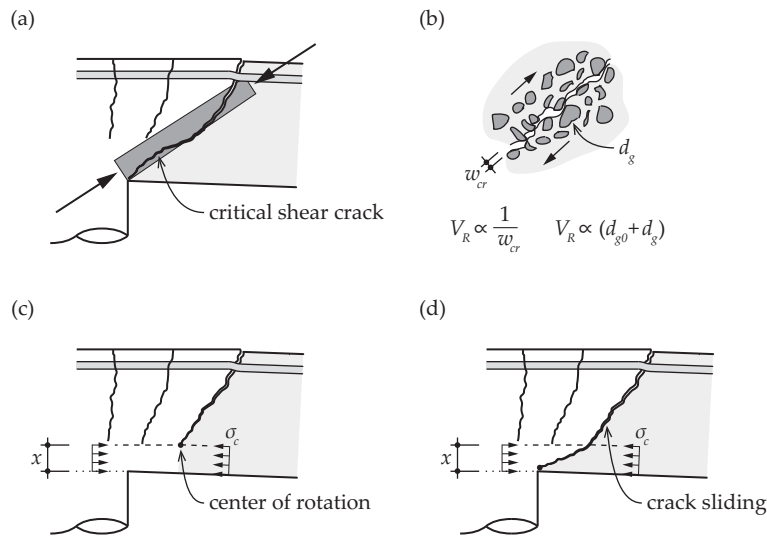 (a)
critical shear crack
(b)
d_g
w_cr
V_R ∝ 1/w_cr V_R ∝ (d_g0+d_g)
(c)
σ_c
x
center of rotation
(d)
σ_c
x
crack sliding